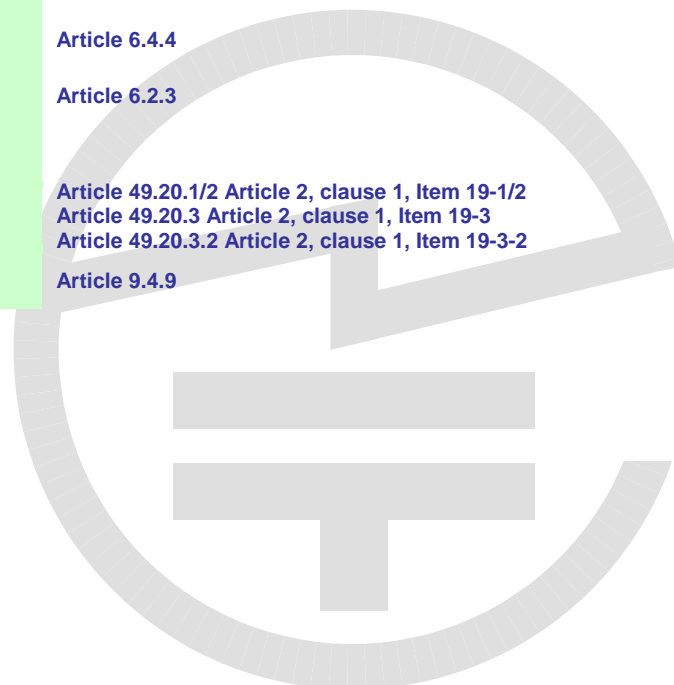 Article 6.4.4
Article 6.2.3
Article 49.20.1/2 Article 2, clause 1, Item 19-1/2
Article 49.20.3 Article 2, clause 1, Item 19-3
Article 49.20.3.2 Article 2, clause 1, Item 19-3-2
Article 9.4.9